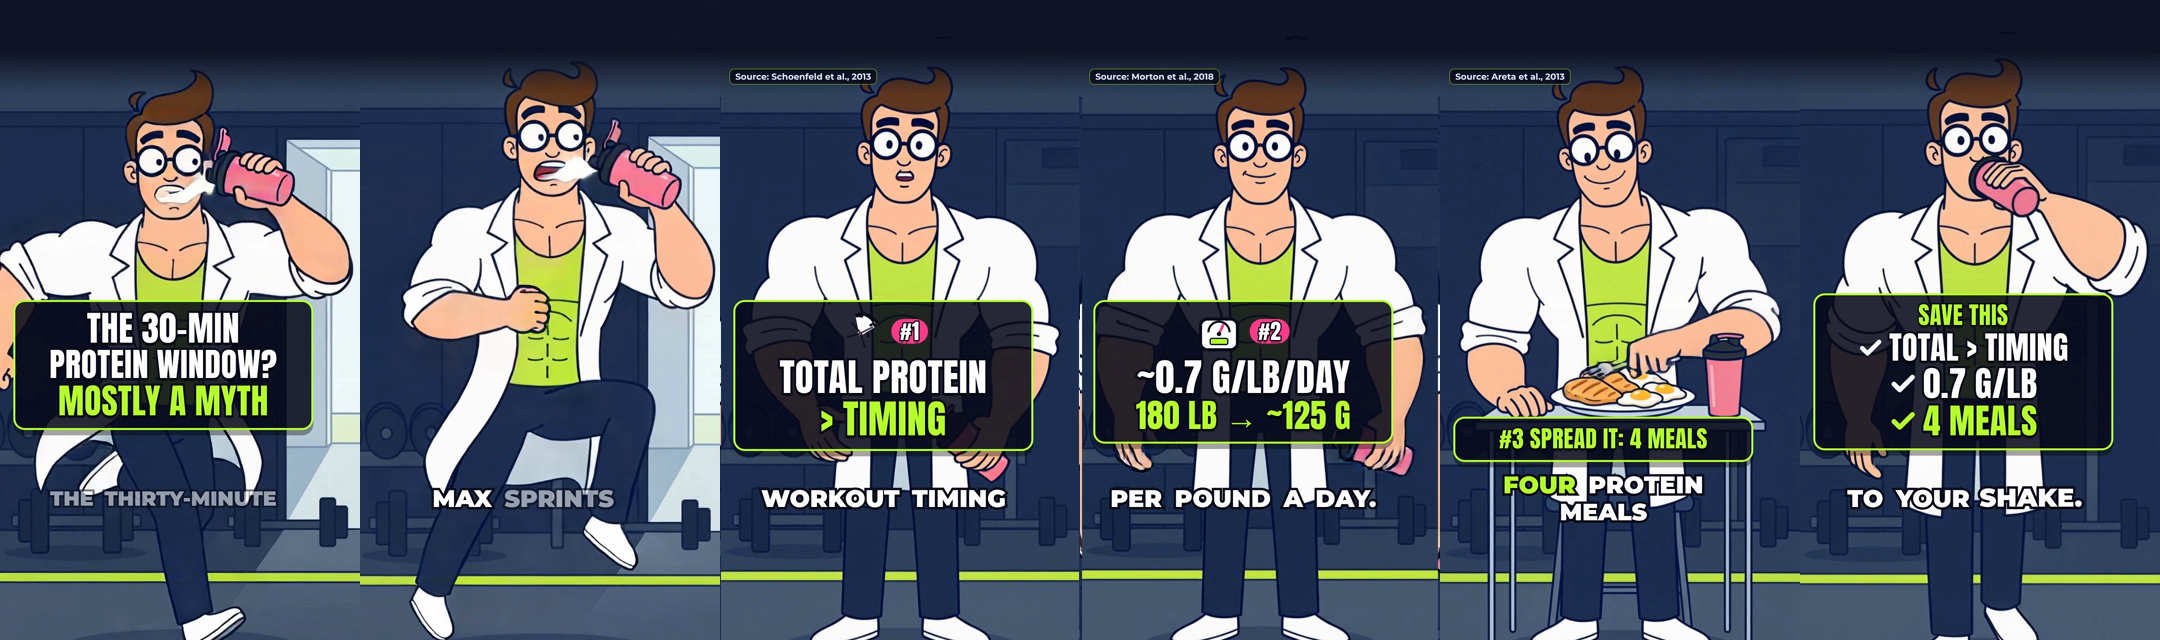 THE 30-MIN
PROTEIN WINDOW?
MOSTLY A MYTH
THE THIRTY-MINUTE
MAX SPRINTS
Source: Schoenfeld et al., 2013
#1
TOTAL PROTEIN
> TIMING
WORKOUT TIMING
Source: Morton et al., 2018
#2
~0.7 G/LB/DAY
180 LB → ~125 G
PER POUND A DAY.
Source: Areta et al., 2013
#3 SPREAD IT: 4 MEALS
FOUR PROTEIN
MEALS
SAVE THIS
✓ TOTAL > TIMING
✓ 0.7 G/LB
✓ 4 MEALS
TO YOUR SHAKE.